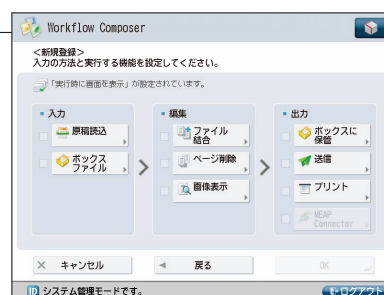 Workflow Composer
<新規登録>
入力の方法と実行する機能を設定してください。
「実行時に画面を表示」が設定されています。
入力
編集
出力
原稿読込
ファイル
結合
ボックスに
保管
ボックス
ファイル
ページ削除
送信
画像表示
プリント
MEAP
Connector
キャンセル
戻る
OK
ID システム管理モードです。
ログアウト